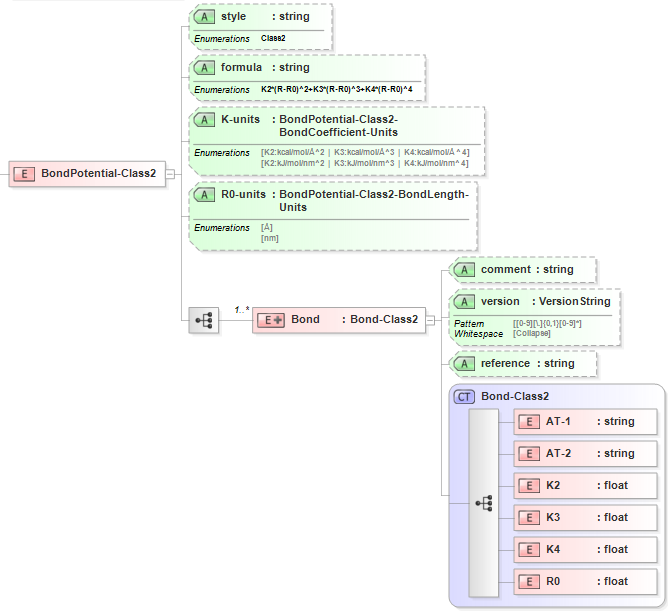 A style : string
Enumerations Class2
A formula : string
Enumerations K2*(R-R0)^2+K3*(R-R0)^3+K4*(R-R0)^4
A K-units : BondPotential-Class2-
BondCoefficient-Units
Enumerations [K2:kcal/mol/Å^2 | K3:kcal/mol/Å^3 | K4:kcal/mol/Å^4]
[K2:kJ/mol/nm^2 | K3:kJ/mol/nm^3 | K4:kJ/mol/nm^4]
E BondPotential-Class2
A R0-units : BondPotential-Class2-BondLength-
Units
Enumerations [Å]
[nm]
1..*
E+ Bond : Bond-Class2
A comment : string
A version : VersionString
Pattern [[0-9][\.]{0,1}[0-9]*]
Whitespace [Collapse]
A reference : string
CT Bond-Class2
E AT-1 : string
E AT-2 : string
E K2 : float
E K3 : float
E K4 : float
E R0 : float